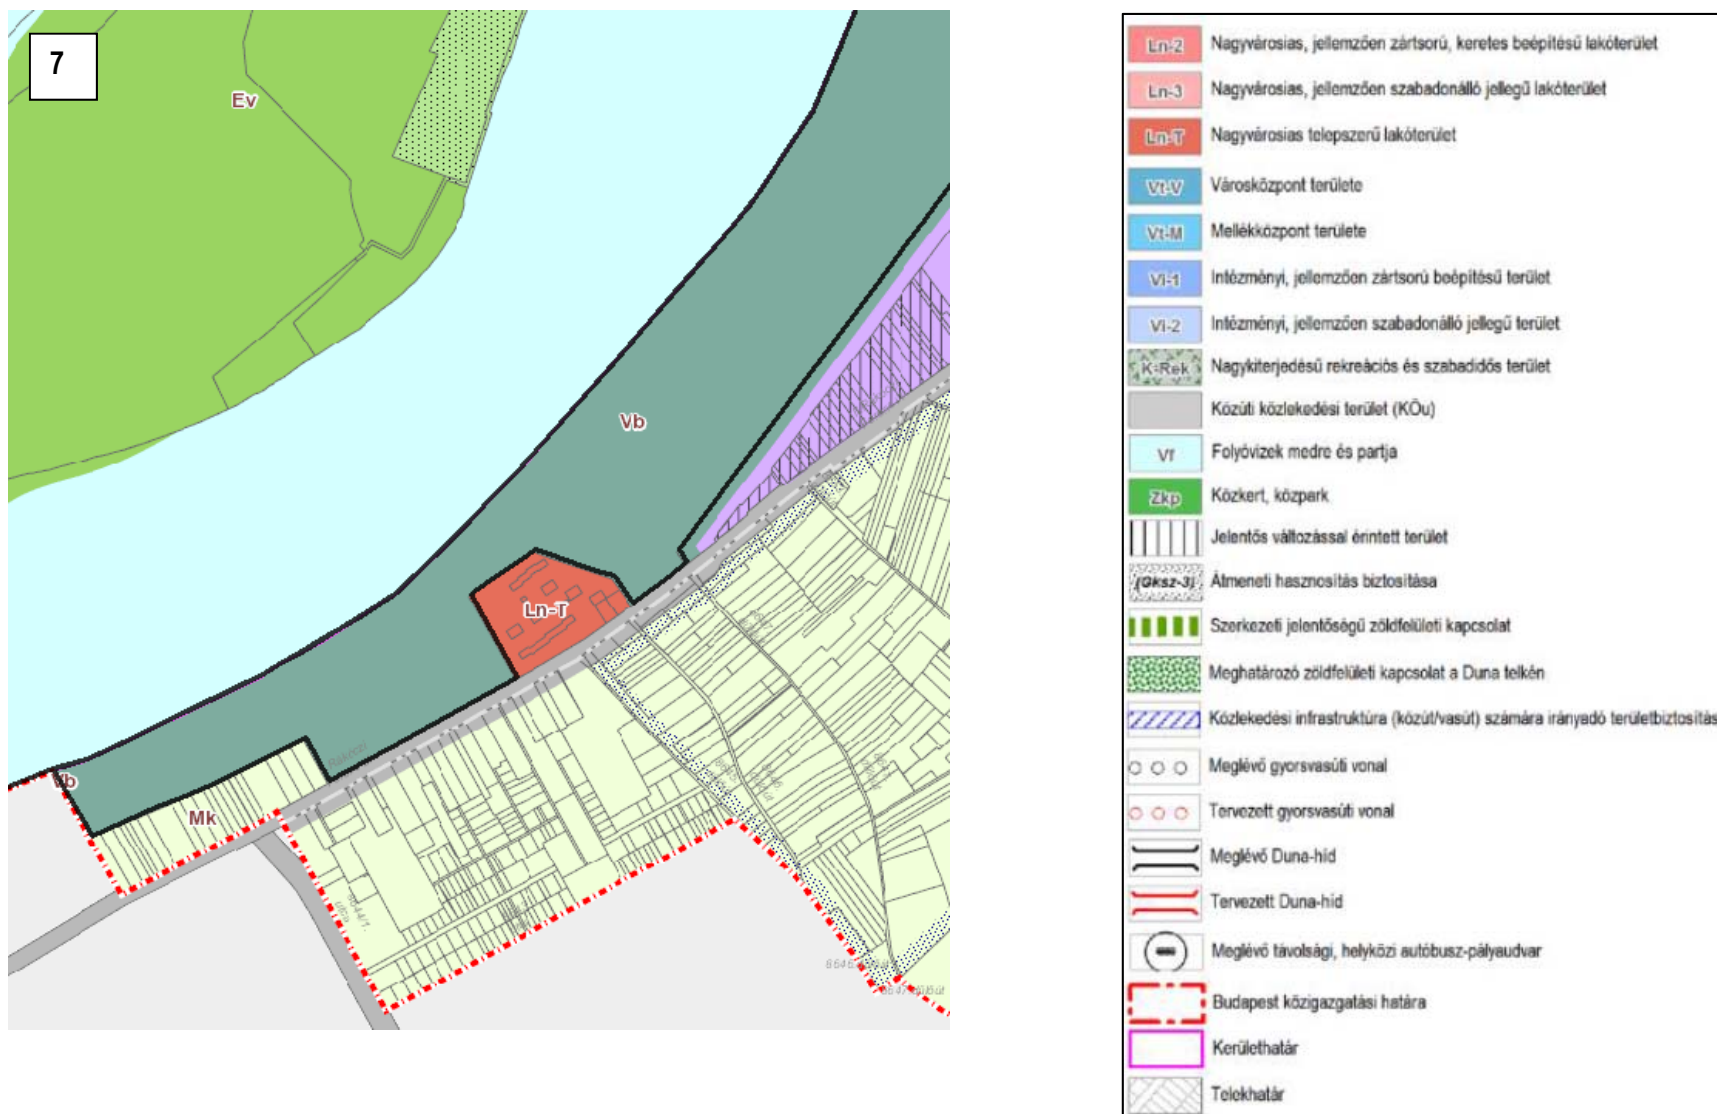 7
Ev
Vb
Ln-T
Vb
Mk
Rákóczi
Ln-2 Nagyvárosias, jellemzően zártsorú, keretes beépítésű lakóterület
Ln-3 Nagyvárosias, jellemzően szabadonálló jellegű lakóterület
Ln-T Nagyvárosias telepszerű lakóterület
Vt-V Városközpont területe
Vt-M Mellékközpont területe
Vi-1 Intézményi, jellemzően zártsorú beépítésű terület
Vi-2 Intézményi, jellemzően szabadonálló jellegű terület
K-Rek Nagykiterjedésű rekreációs és szabadidős terület
Közúti közlekedési terület (KÖu)
Vf Folyóvizek medre és partja
Zkp Közkert, közpark
Jelentős változással érintett terület
(Gksz-3) Átmeneti hasznosítás biztosítása
Szerkezeti jelentőségű zöldfelületi kapcsolat
Meghatározó zöldfelületi kapcsolat a Duna telkén
Közlekedési infrastruktúra (közút/vasút) számára irányadó területbiztosítás
Meglévő gyorsvasúti vonal
Tervezett gyorsvasúti vonal
Meglévő Duna-híd
Tervezett Duna-híd
Meglévő távolsági, helyközi autóbusz-pályaudvar
Budapest közigazgatási határa
Kerülethatár
Telekhatár